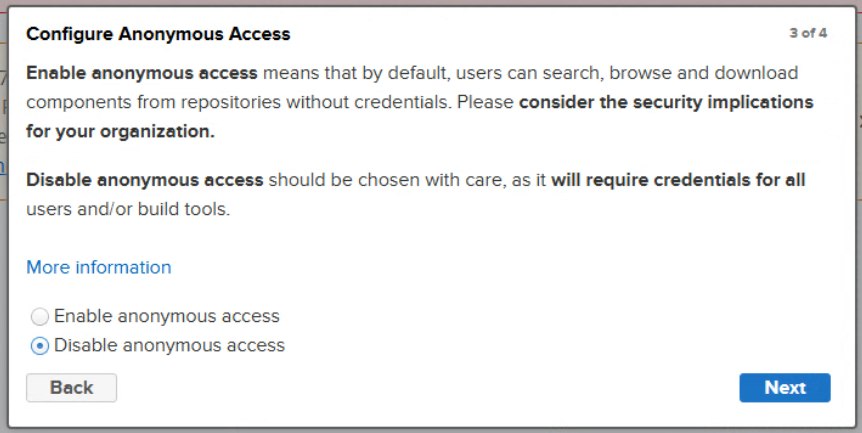 Configure Anonymous Access
3 of 4
Enable anonymous access means that by default, users can search, browse and download
components from repositories without credentials. Please consider the security implications
for your organization.
Disable anonymous access should be chosen with care, as it will require credentials for all
users and/or build tools.
More information
Enable anonymous access
Disable anonymous access
Back
Next